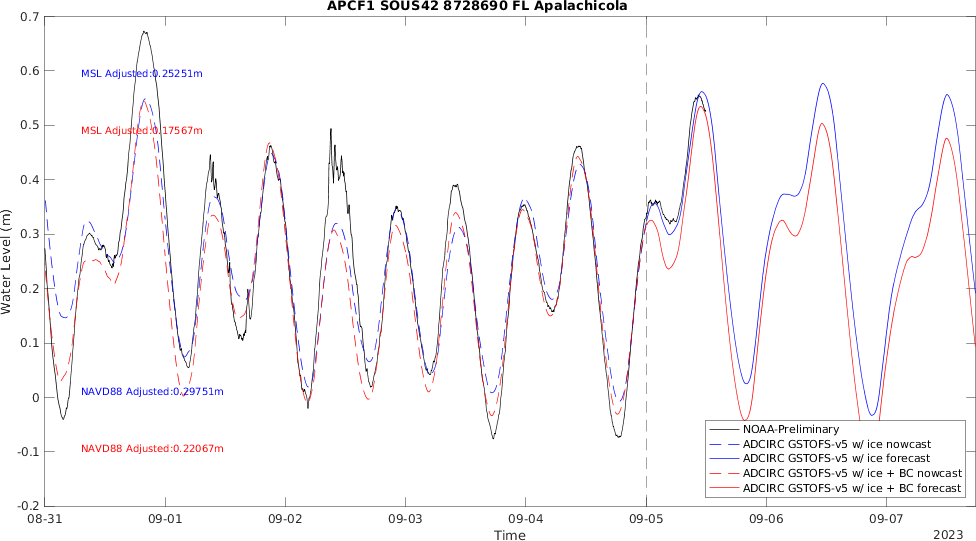 APCF1 SOUS42 8728690 FL Apalachicola
0.7
0.6
0.5
0.4
0.3
0.2
0.1
0
-0.1
-0.2
Water Level (m)
MSL Adjusted:0.25251m
MSL Adjusted:0.17567m
NAVD88 Adjusted:0.29751m
NAVD88 Adjusted:0.22067m
NOAA-Preliminary
ADCIRC GSTOFS-v5 w/ ice nowcast
ADCIRC GSTOFS-v5 w/ ice forecast
ADCIRC GSTOFS-v5 w/ ice + BC nowcast
ADCIRC GSTOFS-v5 w/ ice + BC forecast
08-31 09-01 09-02 09-03 09-04 09-05 09-06 09-07
Time
2023